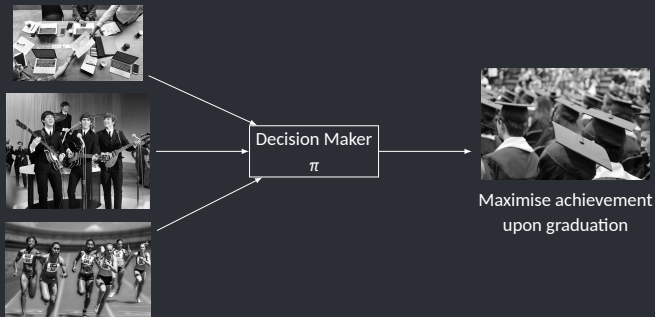 Decision Maker
π
Maximise achievement
upon graduation